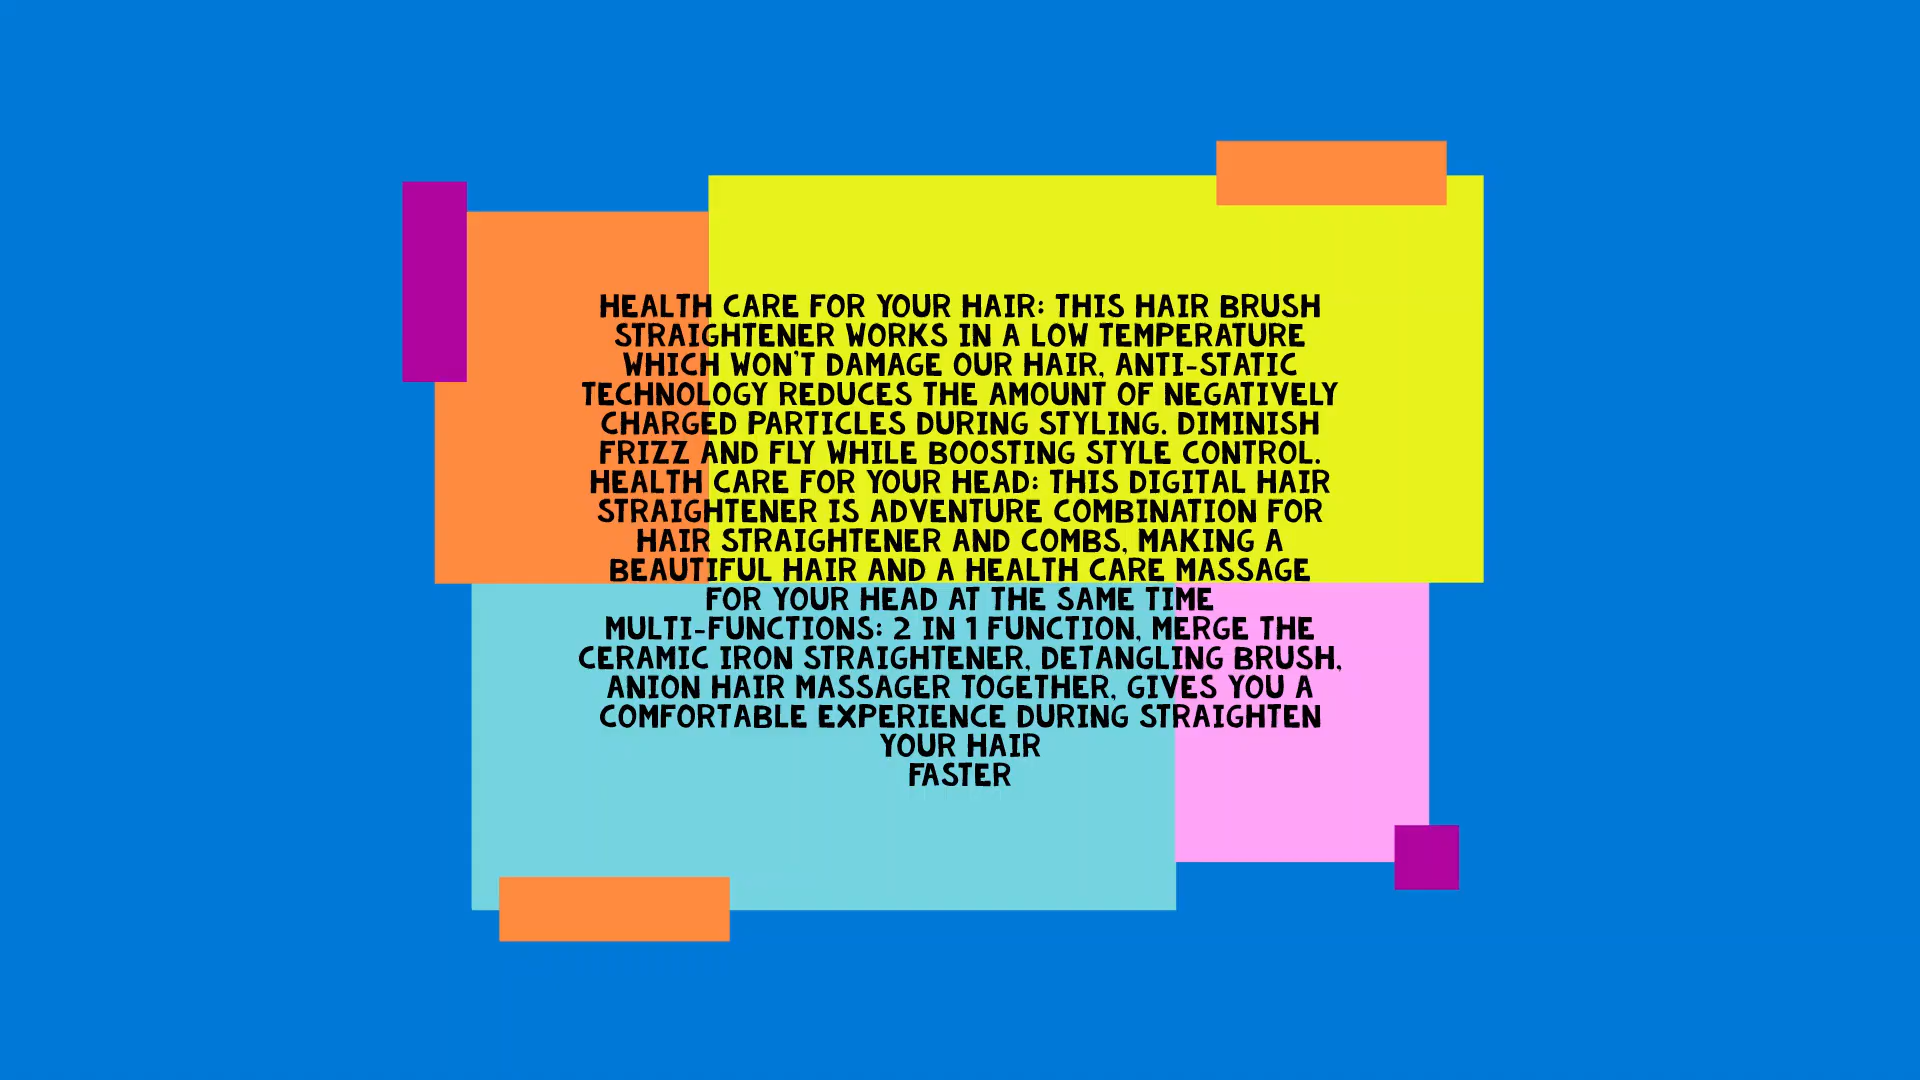 HEALTH CARE FOR YOUR HAIR: THIS HAIR BRUSH
STRAIGHTENER WORKS IN A LOW TEMPERATURE
WHICH WON'T DAMAGE OUR HAIR, ANTI-STATIC
TECHNOLOGY REDUCES THE AMOUNT OF NEGATIVELY
CHARGED PARTICLES DURING STYLING. DIMINISH
FRIZZ AND FLY WHILE BOOSTING STYLE CONTROL.
HEALTH CARE FOR YOUR HEAD: THIS DIGITAL HAIR
STRAIGHTENER IS ADVENTURE COMBINATION FOR
HAIR STRAIGHTENER AND COMBS, MAKING A
BEAUTIFUL HAIR AND A HEALTH CARE MASSAGE
FOR YOUR HEAD AT THE SAME TIME
MULTI-FUNCTIONS: 2 IN 1 FUNCTION, MERGE THE
CERAMIC IRON STRAIGHTENER, DETANGLING BRUSH,
ANION HAIR MASSAGER TOGETHER, GIVES YOU A
COMFORTABLE EXPERIENCE DURING STRAIGHTEN
YOUR HAIR
FASTER